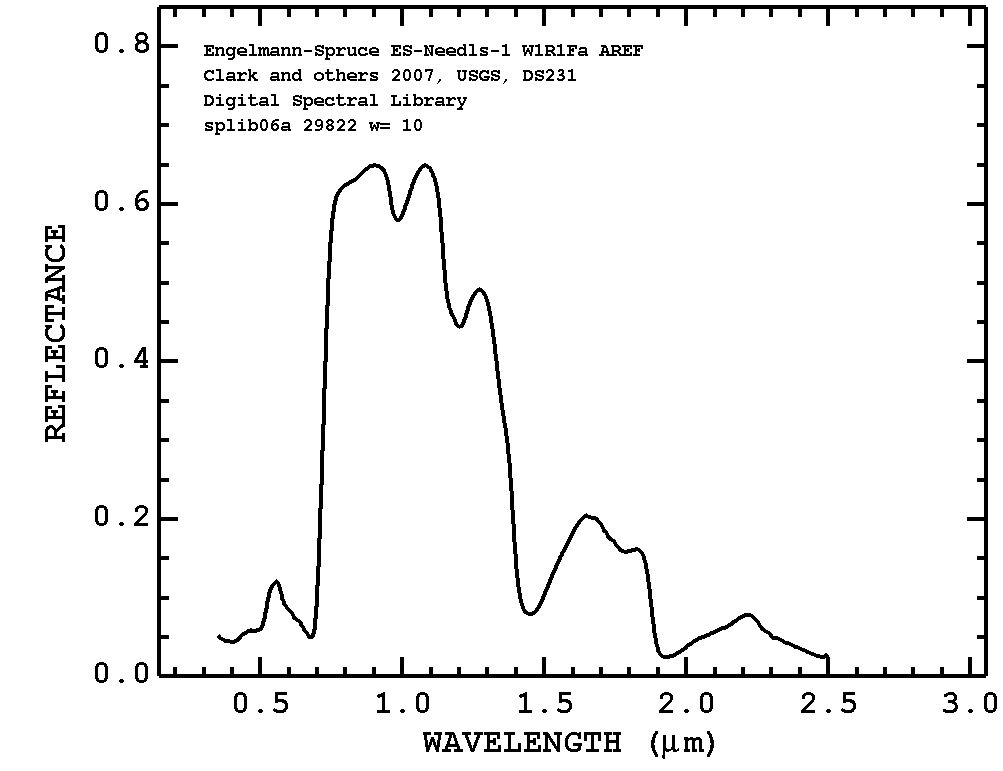 Engelmann-Spruce ES-Needls-1 W1R1Fa AREF
Clark and others 2007, USGS, DS231
Digital Spectral Library
splib06a 29822 w= 10
REFLECTANCE
0.8
0.6
0.4
0.2
0.0
0.5 1.0 1.5 2.0 2.5 3.0
WAVELENGTH (μm)